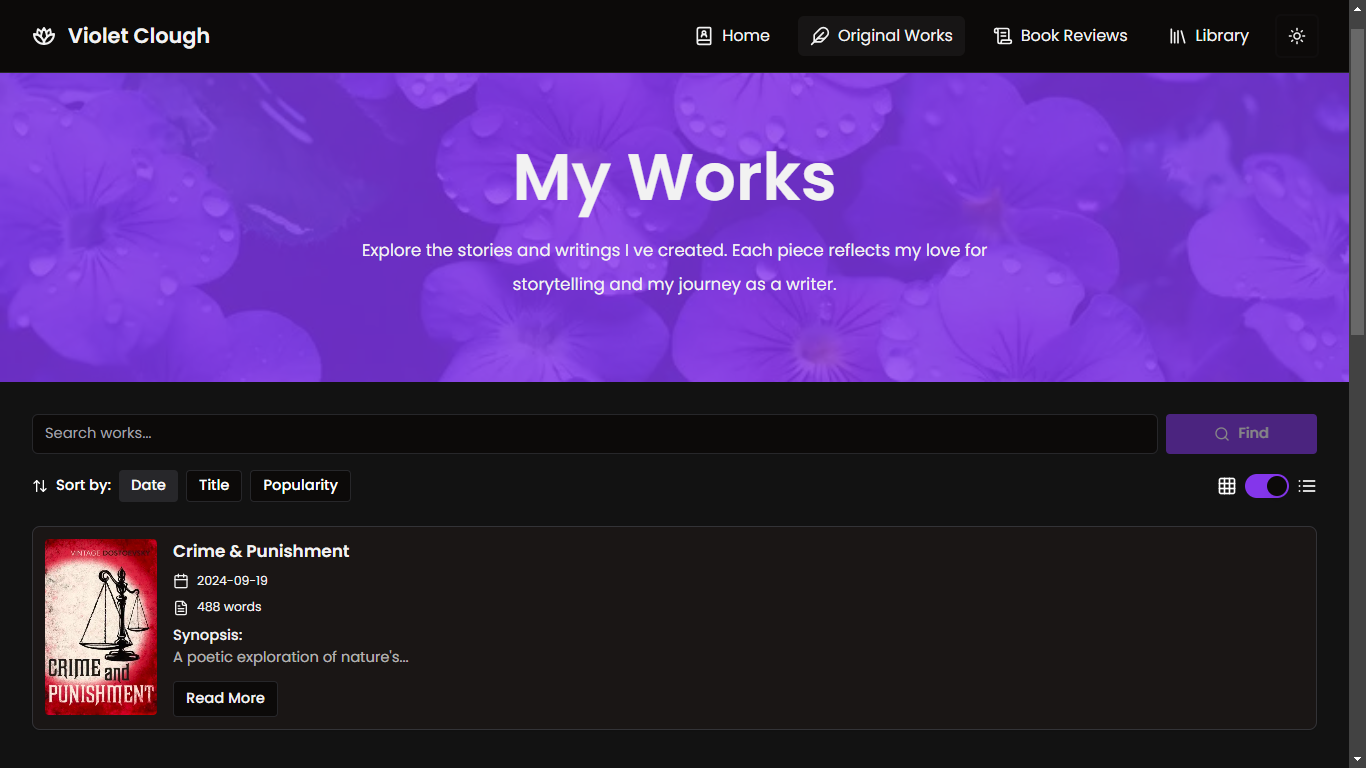 Violet Clough
Home
Original Works
Book Reviews
Library
My Works
Explore the stories and writings I ve created. Each piece reflects my love for
storytelling and my journey as a writer.
Search works...
Find
Sort by:
Date
Title
Popularity
VINTAGE DOSTOEVSKY
CRIME and
PUNISHMENT
Crime & Punishment
2024-09-19
488 words
Synopsis:
A poetic exploration of nature's...
Read More